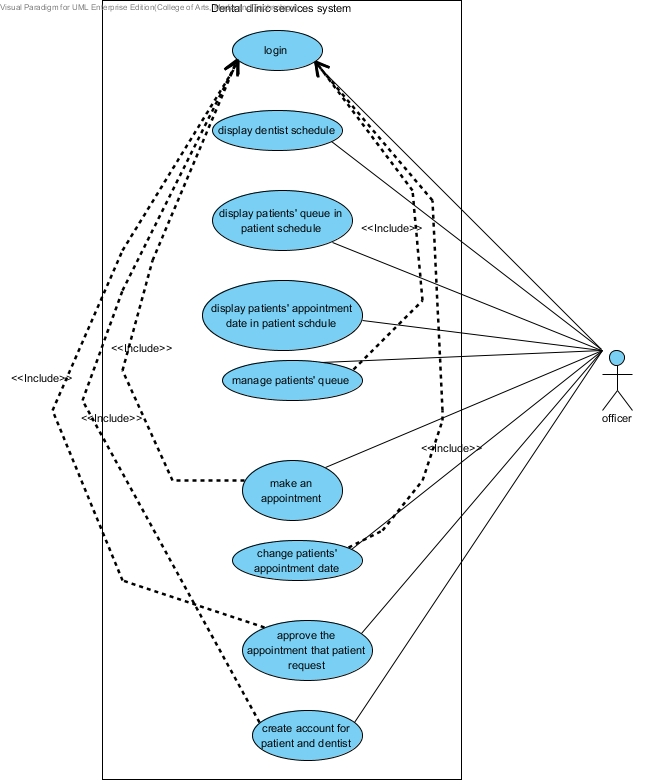 Visual Paradigm for UML Enterprise Edition(College of Arts,
Dental clinic services system
login
display dentist schedule
display patients' queue in
patient schedule
<<Include>>
display patients' appointment
date in patient schdule
<<Include>>
manage patients' queue
<<Include>>
officer
<<Include>>
<<Include>>
make an
appointment
change patients'
appointment date
approve the
appointment that patient
request
create account for
patient and dentist